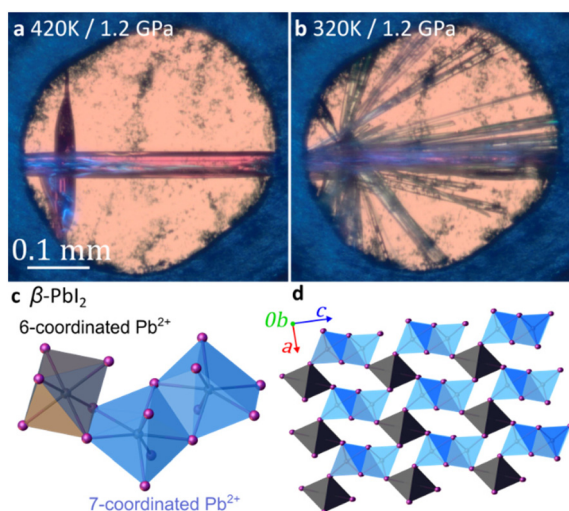 a 420K / 1.2 GPa
b 320K / 1.2 GPa
0.1 mm
c β-PbI₂
6-coordinated Pb²⁺
7-coordinated Pb²⁺
d
0b c
a